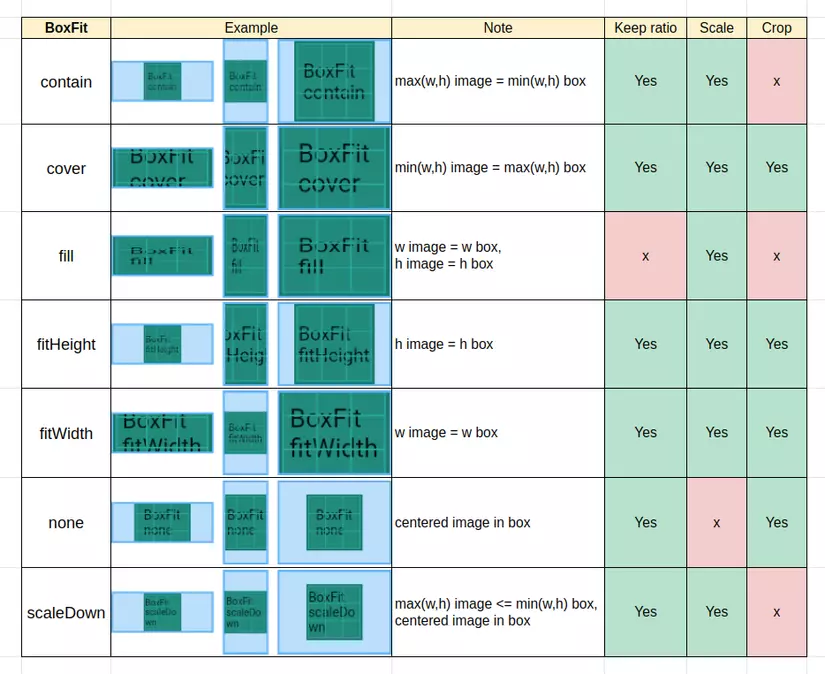 BoxFit Example Note Keep ratio Scale Crop
contain
BoxFit
contain
BoxFit
contain
BoxFit
contain
max(w,h) image = min(w,h) box
Yes Yes x
cover
BoxFit
cover
BoxFi
cover
BoxFit
cover
min(w,h) image = max(w,h) box
Yes Yes Yes
fill
BoxFit
fill
BoxFit
fill
BoxFit
fill
w image = w box,
h image = h box
x Yes x
fitHeight
BoxFit
fitHeight
oxFit
Heig
BoxFit
fitHeight
h image = h box
Yes Yes Yes
fitWidth
BoxFit
fitWidth
BoxFit
fitWidth
BoxFit
fitWidth
w image = w box
Yes Yes Yes
none
BoxFit
none
BoxFit
none
BoxFit
none
centered image in box
Yes x Yes
scaleDown
BoxFit
scaleDo
wn
BoxFit
scaleDo
wn
BoxFit
scaleDo
wn
max(w,h) image <= min(w,h) box,
centered image in box
Yes Yes x